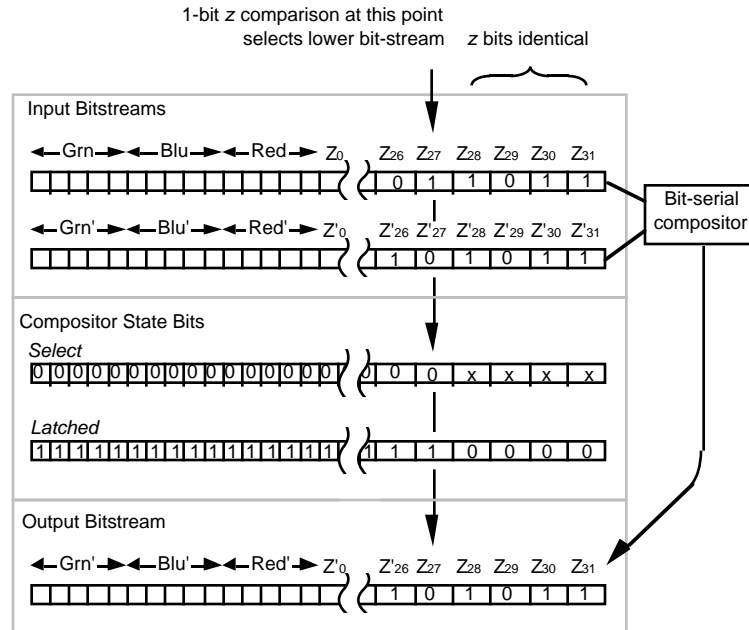 1-bit z comparison at this point
selects lower bit-stream
z bits identical
Input Bitstreams
Grn Blu Red Z0 Z26 Z27 Z28 Z29 Z30 Z31
0 1 1 0 1 1
Bit-serial
compositor
Grn' Blu' Red' Z'0 Z'26 Z'27 Z'28 Z'29 Z'30 Z'31
1 0 1 0 1 1
Compositor State Bits
Select
0 0 0 0 0 0 0 0 0 0 0 0 0 0 0 0 0 0 0 0 x x x x
Latched
1 1 1 1 1 1 1 1 1 1 1 1 1 1 1 1 1 1 1 1 0 0 0 0
Output Bitstream
Grn' Blu' Red' Z'0 Z'26 Z27 Z28 Z29 Z30 Z31
1 0 1 0 1 1